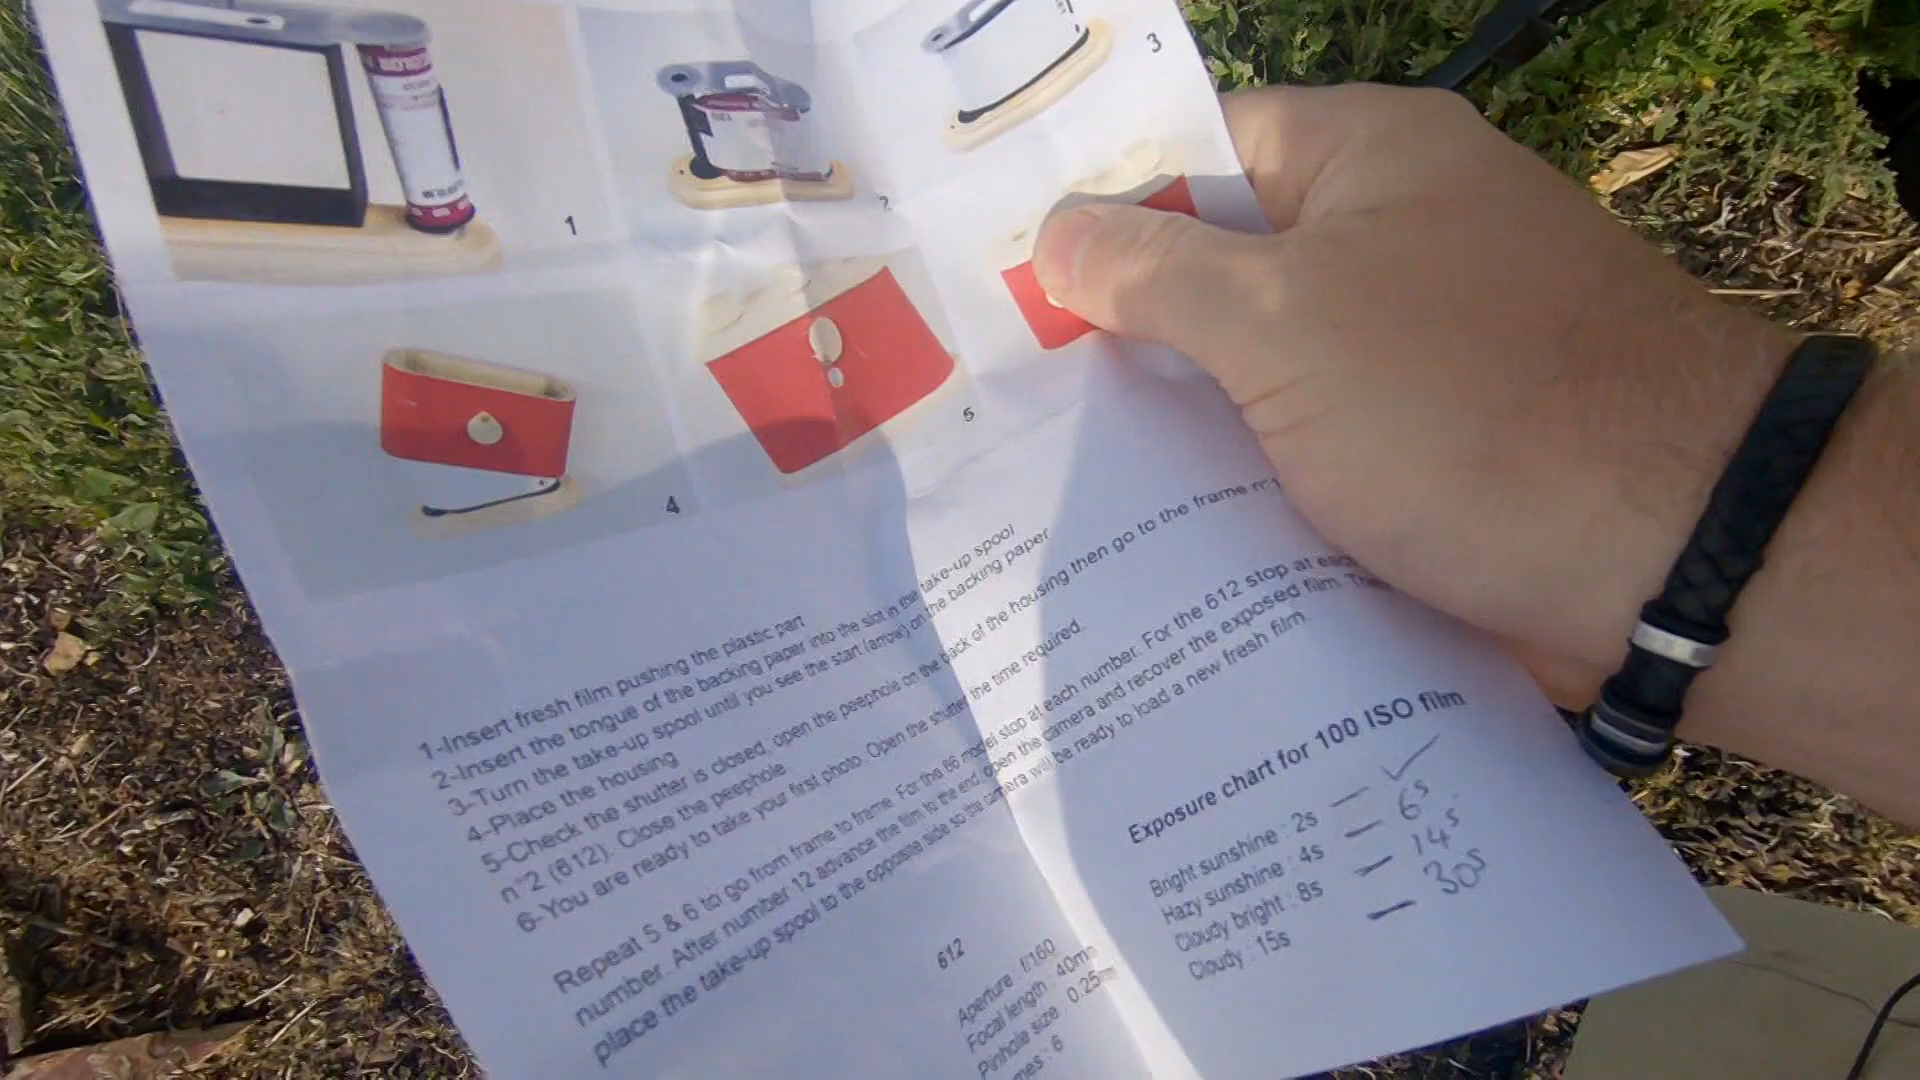 1
2
3
4
5
1-Insert fresh film pushing the plastic part
2-Insert the tongue of the backing paper into the slot in the take-up spool
3-Turn the take-up spool until you see the start (arrow) on the backing paper
4-Place the housing
5-Check the shutter is closed, open the peephole on the back of the housing then go to the frame n°1
n°2 (612). Close the peephole
6-You are ready to take your first photo. Open the shutter the time required.
Repeat 5 & 6 to go from frame to frame. For the 66 model stop at each number. For the 612 stop at each
number. After number 12 advance the film to the end, open the camera and recover the exposed film.
place the take-up spool to the opposite side so the camera will be ready to load a new fresh film.
612
Aperture : f/160
Focal length : 40mm
Pinhole size : 0.25mm
: 6
Exposure chart for 100 ISO film
Bright sunshine : 2s — ✓
Hazy sunshine : 4s — 6s
Cloudy bright : 8s — 14s
Cloudy : 15s — 30s